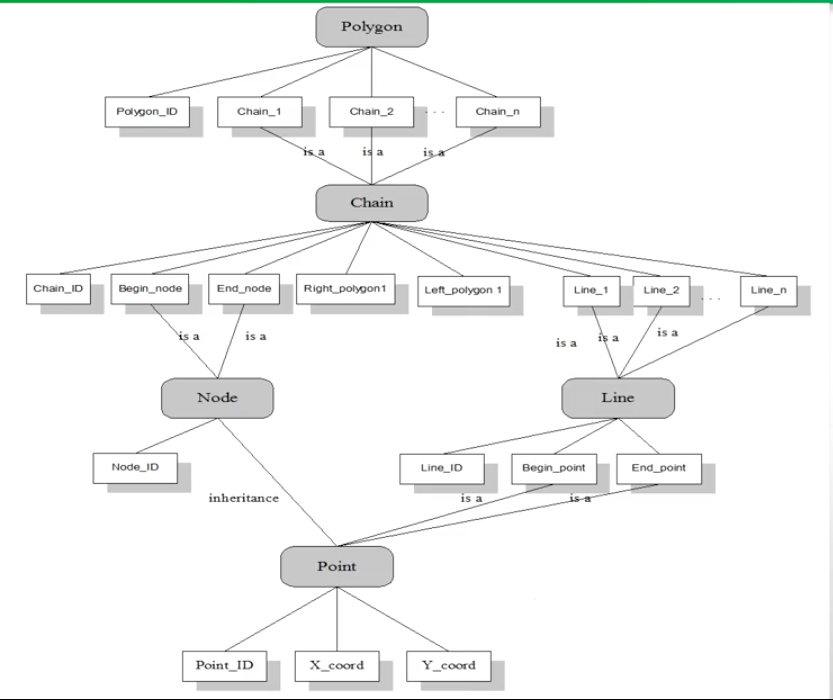 Polygon
Polygon_ID Chain_1 Chain_2 ... Chain_n
is a is a is a
Chain
Chain_ID Begin_node End_node Right_polygon1 Left_polygon 1 Line_1 Line_2 ... Line_n
is a is a is a is a is a
Node Line
Node_ID Line_ID Begin_point End_point
inheritance is a is a
Point
Point_ID X_coord Y_coord